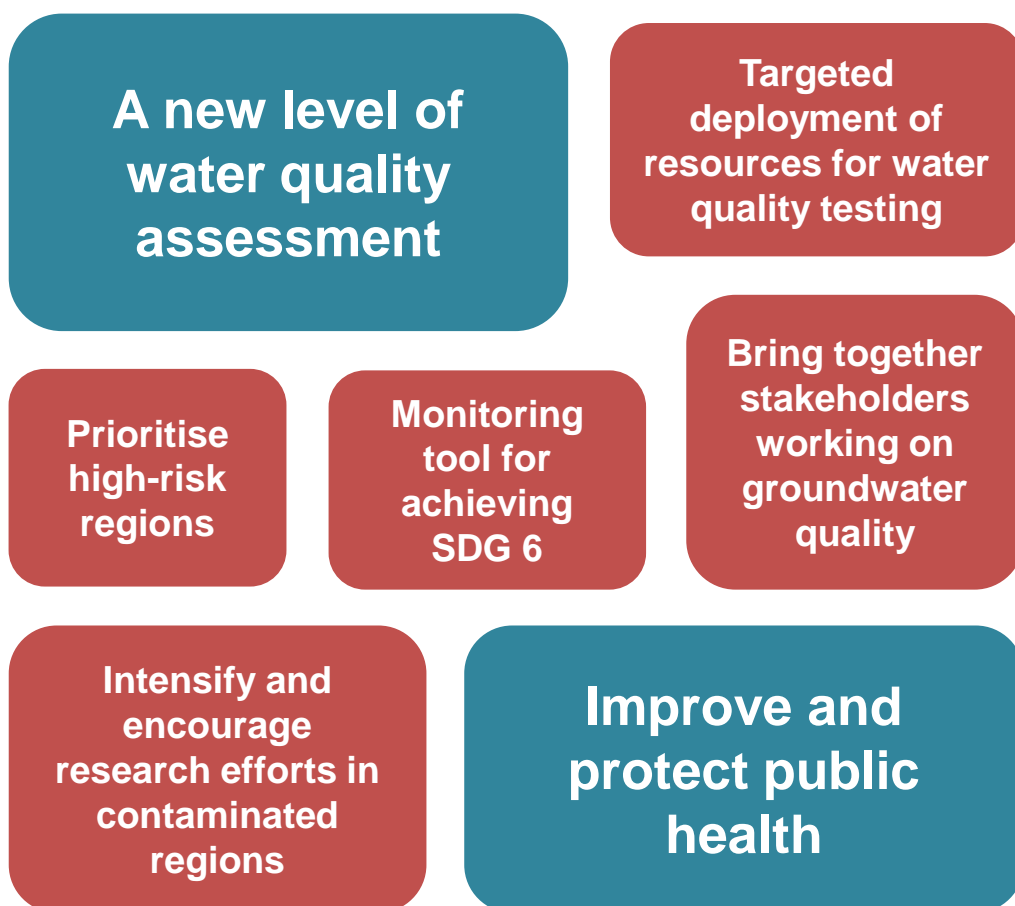 A new level of
water quality
assessment
Targeted
deployment of
resources for water
quality testing
Prioritise
high-risk
regions
Monitoring
tool for
achieving
SDG 6
Bring together
stakeholders
working on
groundwater
quality
Intensify and
encourage
research efforts in
contaminated
regions
Improve and
protect public
health